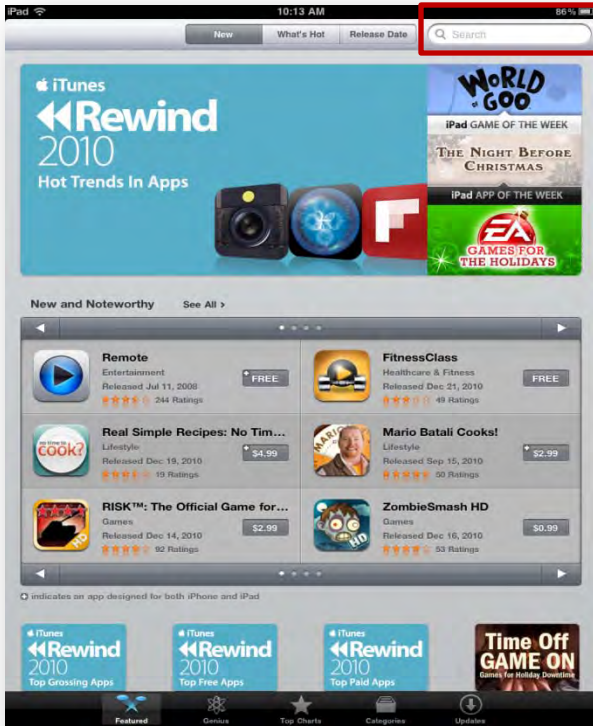 iPad 10:13 AM 86%
New What's Hot Release Date Search
iTunes
Rewind
2010
Hot Trends In Apps
WORLD
of GOO
iPad GAME OF THE WEEK
THE NIGHT BEFORE
CHRISTMAS
iPad APP OF THE WEEK
EA
GAMES FOR
THE HOLIDAYS
New and Noteworthy See All >
Remote
Entertainment
Released Jul 11, 2008
244 Ratings
+ FREE
FitnessClass
Healthcare & Fitness
Released Dec 21, 2010
49 Ratings
FREE
cook?
Real Simple Recipes: No Tim...
Lifestyle
Released Dec 19, 2010
19 Ratings
+ $4.99
MARIO
Mario Batali Cooks!
Lifestyle
Released Sep 15, 2010
50 Ratings
+ $2.99
HD
RISK™: The Official Game for...
Games
Released Dec 14, 2010
92 Ratings
$2.99
HD
ZombieSmash HD
Games
Released Dec 16, 2010
53 Ratings
$0.99
+ indicates an app designed for both iPhone and iPad
iTunes
Rewind
2010
Top Grossing Apps
iTunes
Rewind
2010
Top Free Apps
iTunes
Rewind
2010
Top Paid Apps
Time Off
GAME ON
Games for Holiday Downtime
Featured Genius Top Charts Categories Updates